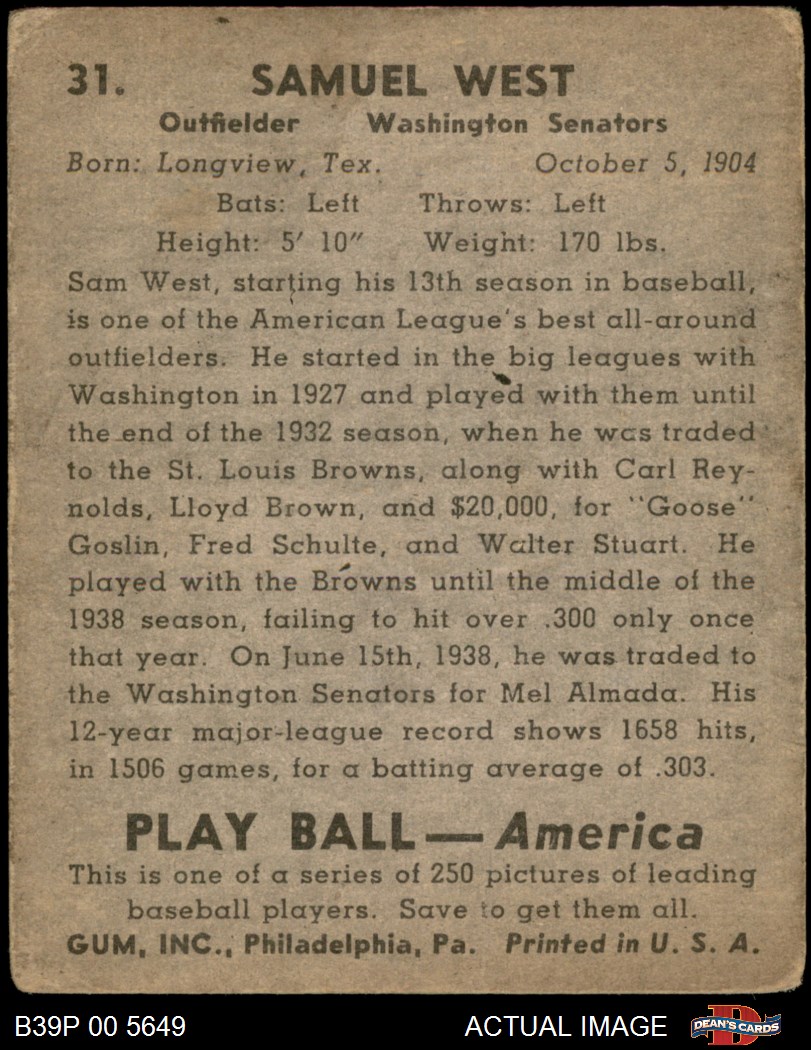 31. SAMUEL WEST
Outfielder Washington Senators
Born: Longview, Tex. October 5, 1904
Bats: Left Throws: Left
Height: 5' 10" Weight: 170 lbs.
Sam West, starting his 13th season in baseball,
is one of the American League's best all-around
outfielders. He started in the big leagues with
Washington in 1927 and played with them until
the end of the 1932 season, when he was traded
to the St. Louis Browns, along with Carl Rey-
nolds, Lloyd Brown, and $20,000, for "Goose"
Goslin, Fred Schulte, and Walter Stuart. He
played with the Browns until the middle of the
1938 season, failing to hit over .300 only once
that year. On June 15th, 1938, he was traded to
the Washington Senators for Mel Almada. His
12-year major-league record shows 1658 hits,
in 1506 games, for a batting average of .303.
PLAY BALL — America
This is one of a series of 250 pictures of leading
baseball players. Save to get them all.
GUM, INC., Philadelphia, Pa. Printed in U. S. A.
B39P 00 5649 ACTUAL IMAGE D DEAN'S CARDS